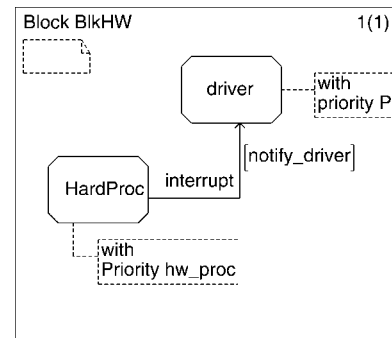 Block BlkHW 1(1)
driver
with
priority P
[notify_driver]
interrupt
HardProc
with
Priority hw_proc